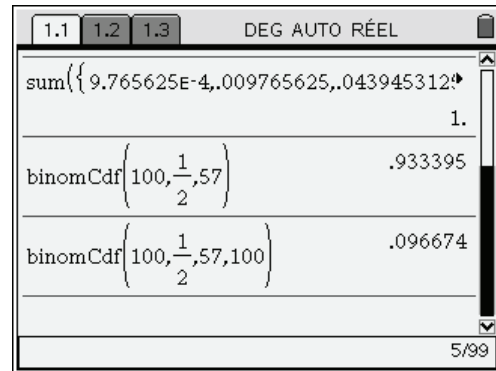 1.1 1.2 1.3 DEG AUTO RÉEL
sum({9.765625E-4,.009765625,.043945312
1.
binomCdf(100,1/2,57) .933395
binomCdf(100,1/2,57,100) .096674
5/99